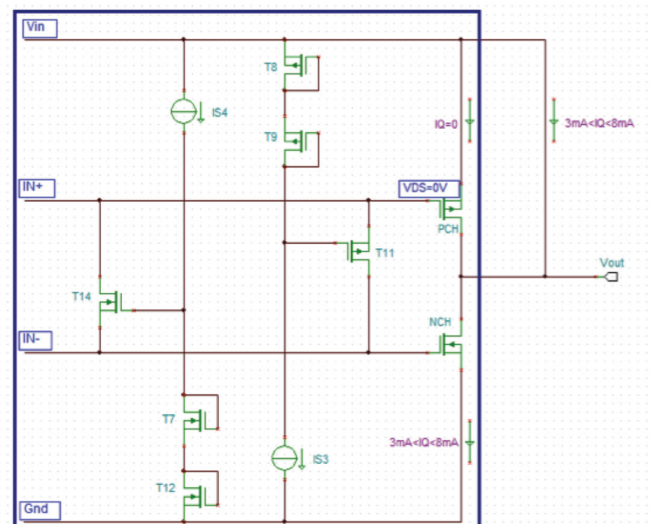 Vin
T8
IS4
IQ=0
3mA<IQ<8mA
T9
IN+
VDS=0V
PCH
T11
Vout
T14
NCH
IN-
T7
3mA<IQ<8mA
IS3
T12
Gnd